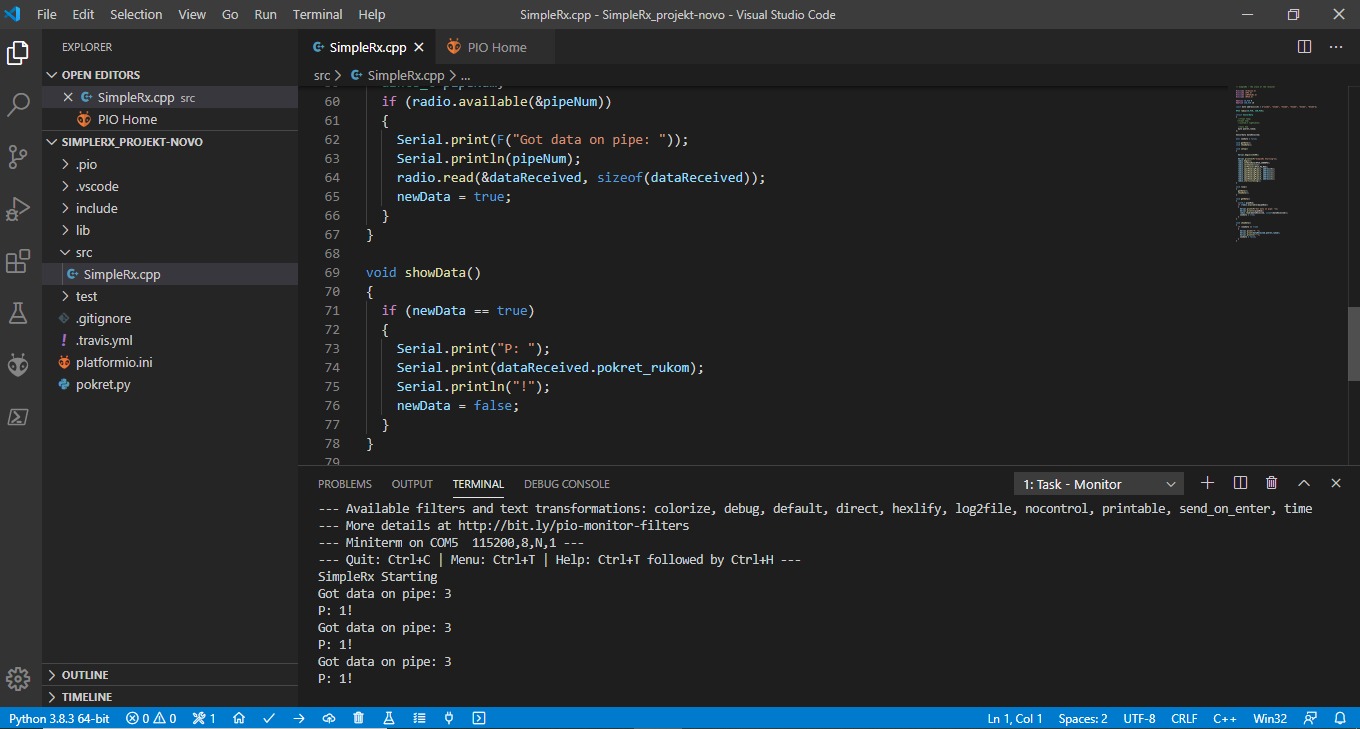 File Edit Selection View Go Run Terminal Help
SimpleRx.cpp - SimpleRx_projekt-novo - Visual Studio Code
EXPLORER
OPEN EDITORS
SimpleRx.cpp src
PIO Home
SIMPLERX_PROJEKT-NOVO
.pio
.vscode
include
lib
src
SimpleRx.cpp
test
.gitignore
.travis.yml
platformio.ini
pokret.py
OUTLINE
TIMELINE
SimpleRx.cpp
PIO Home
src > SimpleRx.cpp > ...
60 if (radio.available(&pipeNum))
61 {
62 Serial.print(F("Got data on pipe: "));
63 Serial.println(pipeNum);
64 radio.read(&dataReceived, sizeof(dataReceived));
65 newData = true;
66 }
67 }
68
69 void showData()
70 {
71 if (newData == true)
72 {
73 Serial.print("P: ");
74 Serial.print(dataReceived.pokret_rukom);
75 Serial.println("!");
76 newData = false;
77 }
78 }
79
PROBLEMS OUTPUT TERMINAL DEBUG CONSOLE
1: Task - Monitor
--- Available filters and text transformations: colorize, debug, default, direct, hexlify, log2file, nocontrol, printable, send_on_enter, time
--- More details at http://bit.ly/pio-monitor-filters
--- Miniterm on COM5 115200,8,N,1 ---
--- Quit: Ctrl+C | Menu: Ctrl+T | Help: Ctrl+T followed by Ctrl+H ---
SimpleRx Starting
Got data on pipe: 3
P: 1!
Got data on pipe: 3
P: 1!
Got data on pipe: 3
P: 1!
Python 3.8.3 64-bit 0 0 1
Ln 1, Col 1 Spaces: 2 UTF-8 CRLF C++ Win32